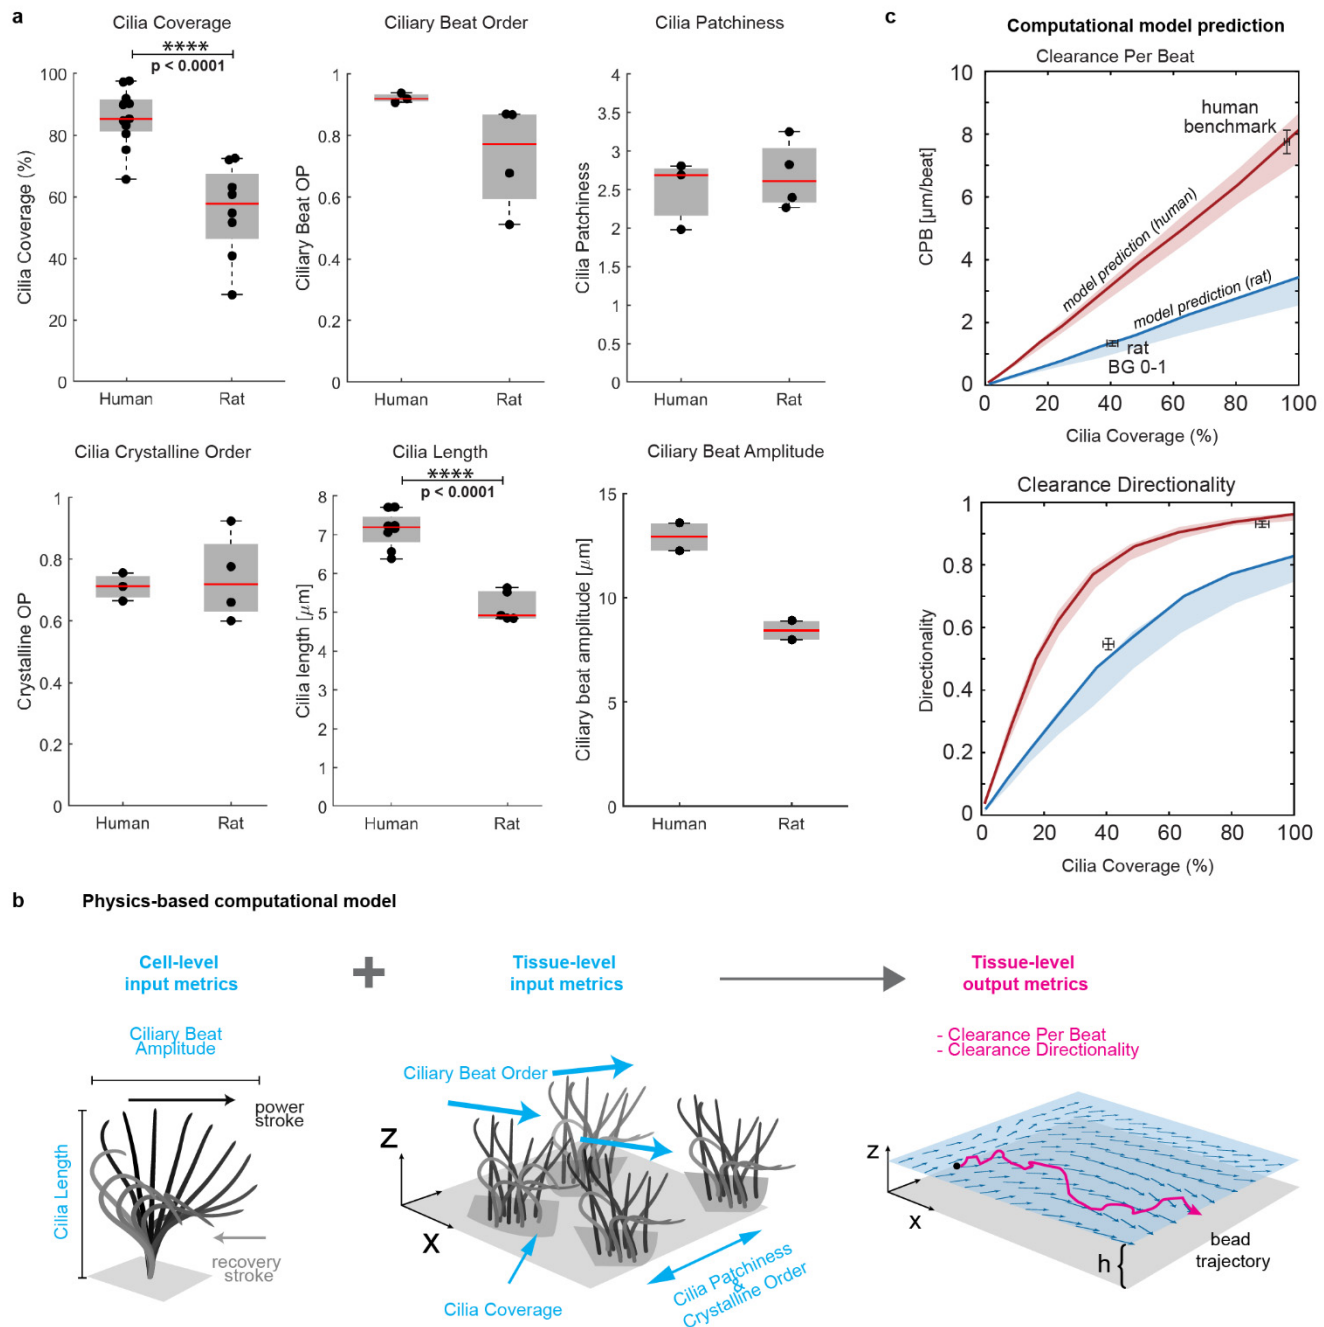 a
Cilia Coverage
****
p < 0.0001
Cilia Coverage (%)
100
80
60
40
20
0
Human
Rat
Ciliary Beat Order
Ciliary Beat OP
1
0.8
0.6
0.4
0.2
0
Human
Rat
Cilia Patchiness
Cilia Patchiness
4
3.5
3
2.5
2
1.5
1
0.5
0
Human
Rat
Cilia Crystalline Order
Crystalline OP
1
0.8
0.6
0.4
0.2
0
Human
Rat
Cilia Length
****
p < 0.0001
Cilia length [μm]
8
7
6
5
4
3
2
1
0
Human
Rat
Ciliary Beat Amplitude
Ciliary beat amplitude [μm]
15
10
5
0
Human
Rat
c
Computational model prediction
Clearance Per Beat
CPB [μm/beat]
10
8
6
4
2
0
human
benchmark
model prediction (human)
model prediction (rat)
rat
BG 0-1
0
20
40
60
80
100
Cilia Coverage (%)
Clearance Directionality
Directionality
1
0.8
0.6
0.4
0.2
0
0
20
40
60
80
100
Cilia Coverage (%)
b
Physics-based computational model
Cell-level
input metrics
+
Tissue-level
input metrics
Tissue-level
output metrics
Ciliary Beat
Amplitude
power
stroke
Cilia Length
recovery
stroke
Ciliary Beat Order
Z
X
Cilia Coverage
Cilia Patchiness
&
Crystalline Order
- Clearance Per Beat
- Clearance Directionality
Z
X
h {
bead
trajectory